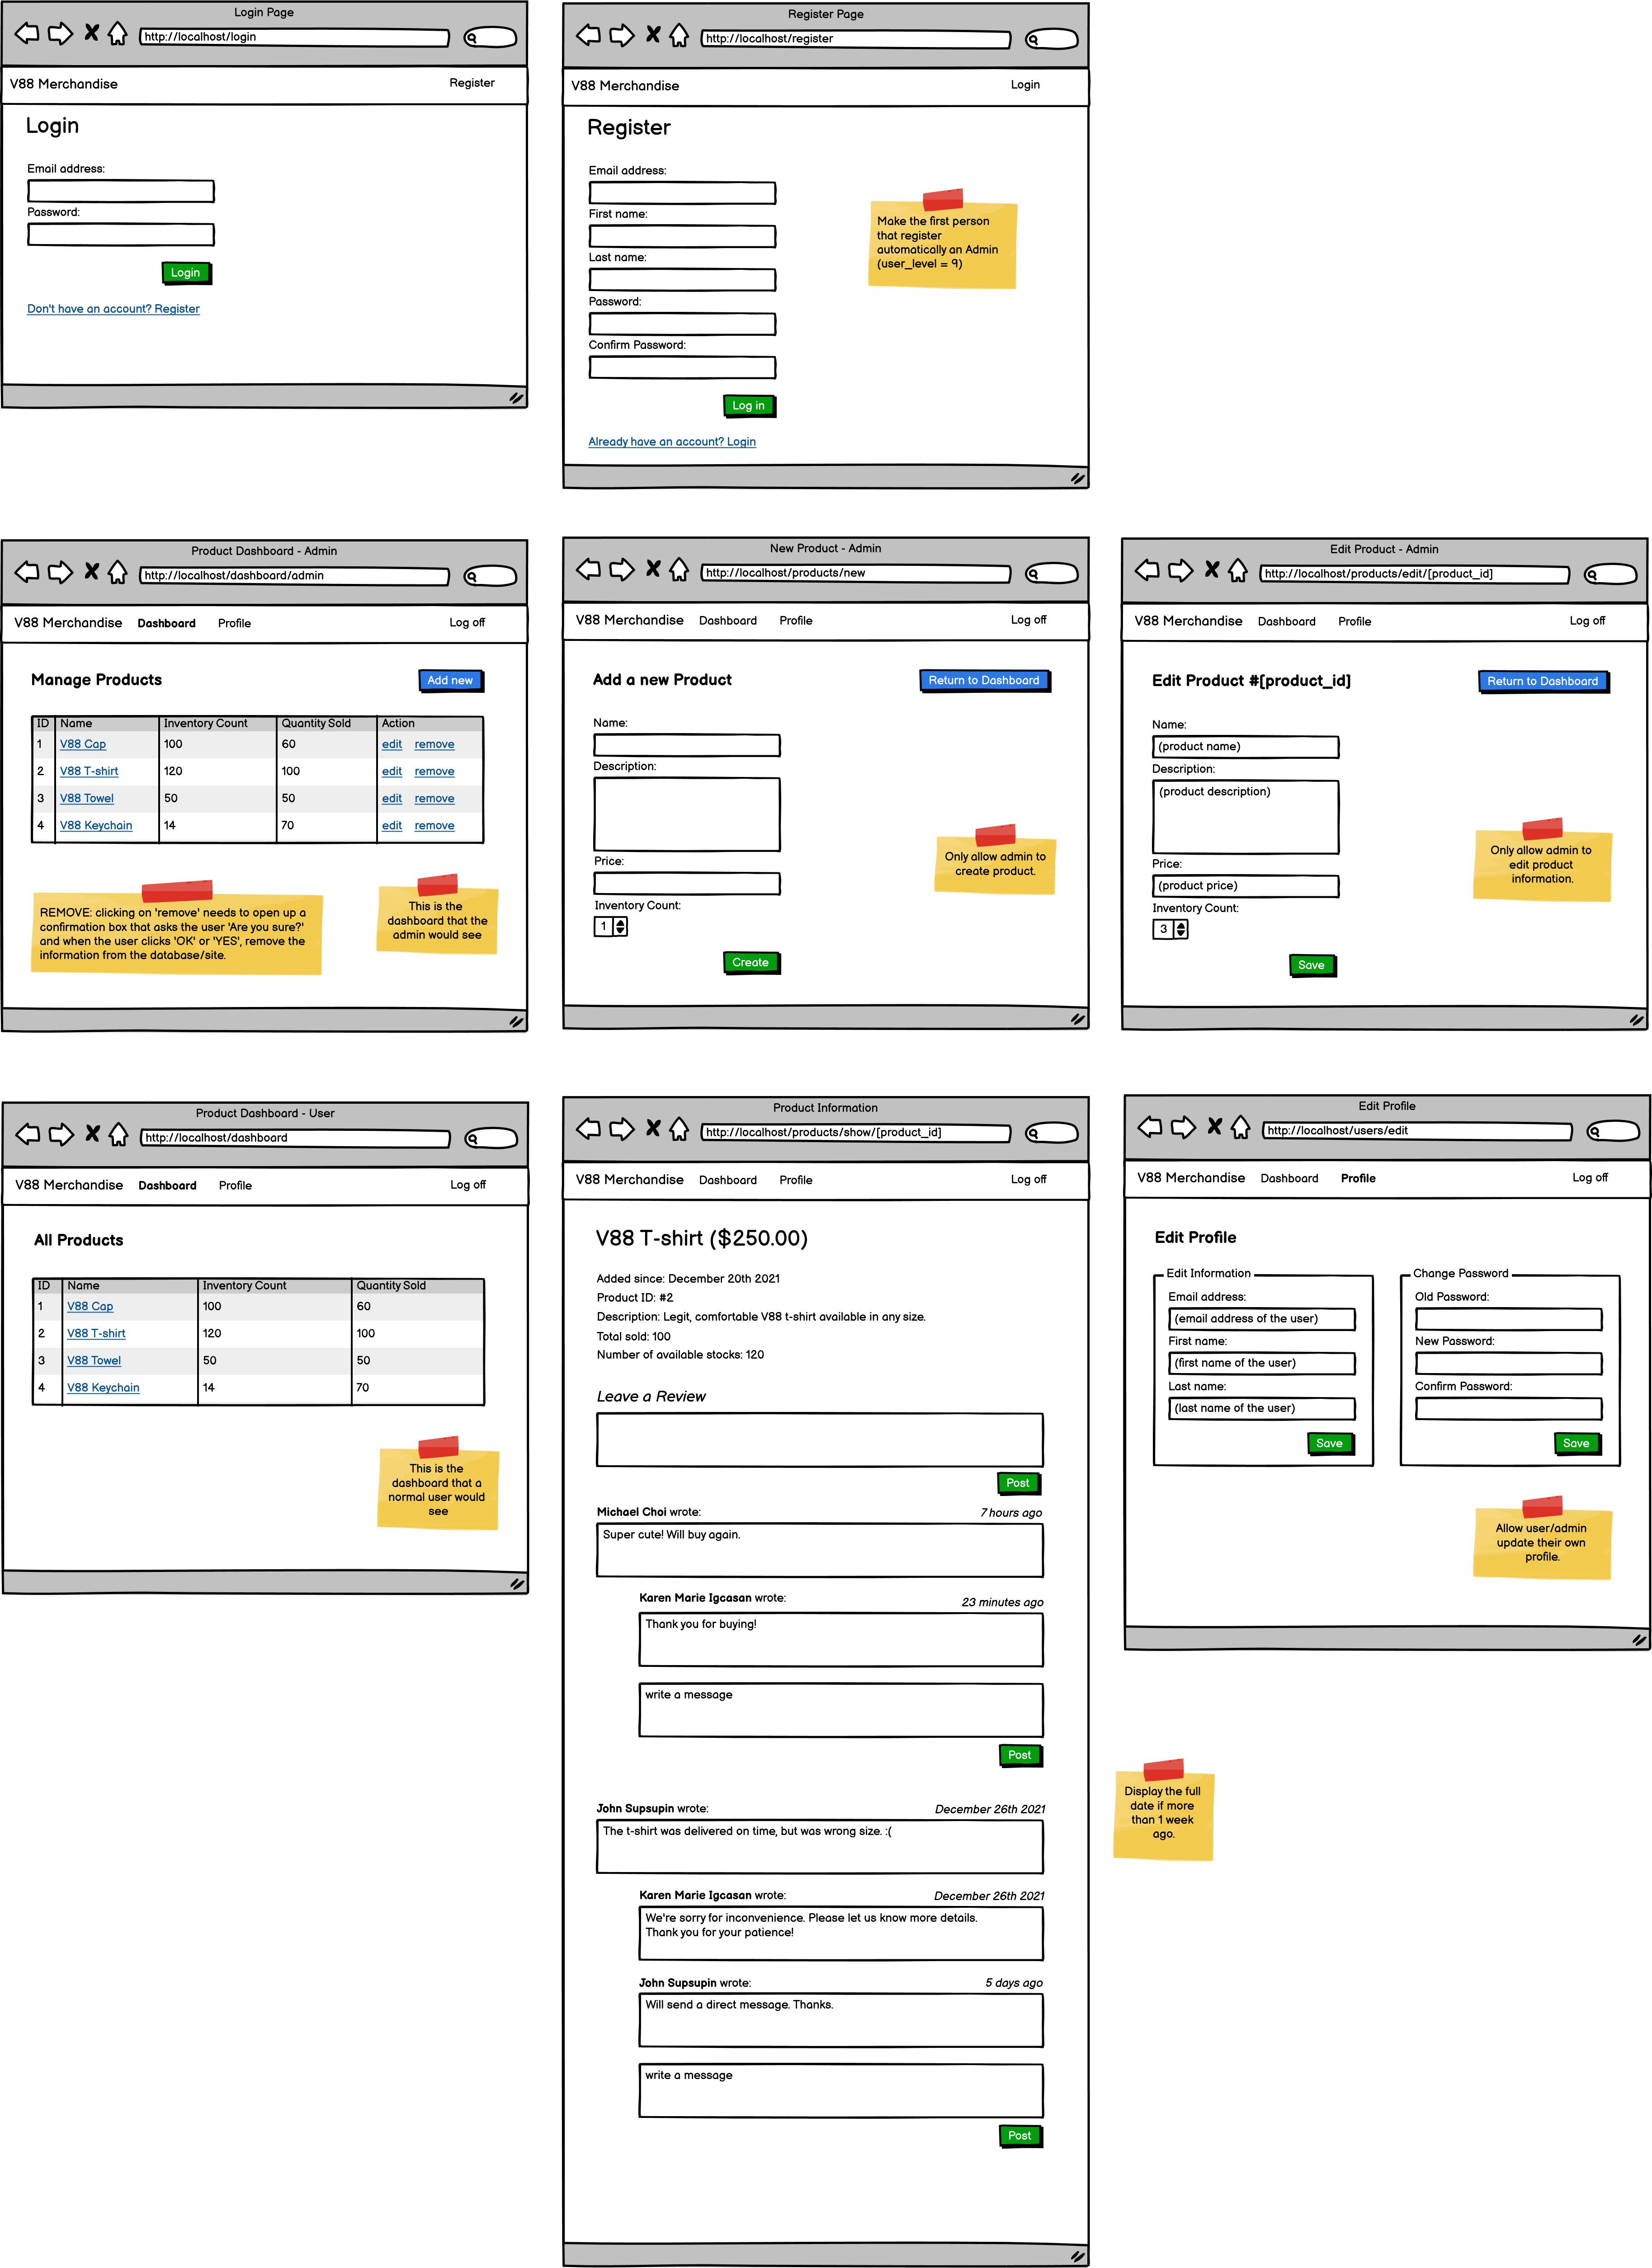 Login Page
http://localhost/login
V88 Merchandise
Register
Login
Email address:
Password:
Login
Don't have an account? Register
Register Page
http://localhost/register
V88 Merchandise
Login
Register
Email address:
First name:
Last name:
Password:
Confirm Password:
Log in
Already have an account? Login
Make the first person
that register
automatically an Admin
(user_level = 9)
Product Dashboard - Admin
http://localhost/dashboard/admin
V88 Merchandise Dashboard Profile Log off
Manage Products
Add new
ID Name Inventory Count Quantity Sold Action
1 V88 Cap 100 60 edit remove
2 V88 T-shirt 120 100 edit remove
3 V88 Towel 50 50 edit remove
4 V88 Keychain 14 70 edit remove
REMOVE: clicking on 'remove' needs to open up a
confirmation box that asks the user 'Are you sure?'
and when the user clicks 'OK' or 'YES', remove the
information from the database/site.
This is the
dashboard that the
admin would see
New Product - Admin
http://localhost/products/new
V88 Merchandise Dashboard Profile Log off
Add a new Product
Return to Dashboard
Name:
Description:
Price:
Inventory Count:
1
Create
Only allow admin to
create product.
Edit Product - Admin
http://localhost/products/edit/[product_id]
V88 Merchandise Dashboard Profile Log off
Edit Product #[product_id]
Return to Dashboard
Name:
(product name)
Description:
(product description)
Price:
(product price)
Inventory Count:
3
Save
Only allow admin to
edit product
information.
Product Dashboard - User
http://localhost/dashboard
V88 Merchandise Dashboard Profile Log off
All Products
ID Name Inventory Count Quantity Sold
1 V88 Cap 100 60
2 V88 T-shirt 120 100
3 V88 Towel 50 50
4 V88 Keychain 14 70
This is the
dashboard that a
normal user would
see
Product Information
http://localhost/products/show/[product_id]
V88 Merchandise Dashboard Profile Log off
V88 T-shirt ($250.00)
Added since: December 20th 2021
Product ID: #2
Description: Legit, comfortable V88 t-shirt available in any size.
Total sold: 100
Number of available stocks: 120
Leave a Review
Post
Michael Choi wrote: 7 hours ago
Super cute! Will buy again.
Karen Marie Igcasan wrote: 23 minutes ago
Thank you for buying!
write a message
Post
John Supsupin wrote: December 26th 2021
The t-shirt was delivered on time, but was wrong size. :(
Karen Marie Igcasan wrote: December 26th 2021
We're sorry for inconvenience. Please let us know more details.
Thank you for your patience!
John Supsupin wrote: 5 days ago
Will send a direct message. Thanks.
write a message
Post
Display the full
date if more
than 1 week
ago.
Edit Profile
http://localhost/users/edit
V88 Merchandise Dashboard Profile Log off
Edit Profile
Edit Information
Email address:
(email address of the user)
First name:
(first name of the user)
Last name:
(last name of the user)
Save
Change Password
Old Password:
New Password:
Confirm Password:
Save
Allow user/admin
update their own
profile.